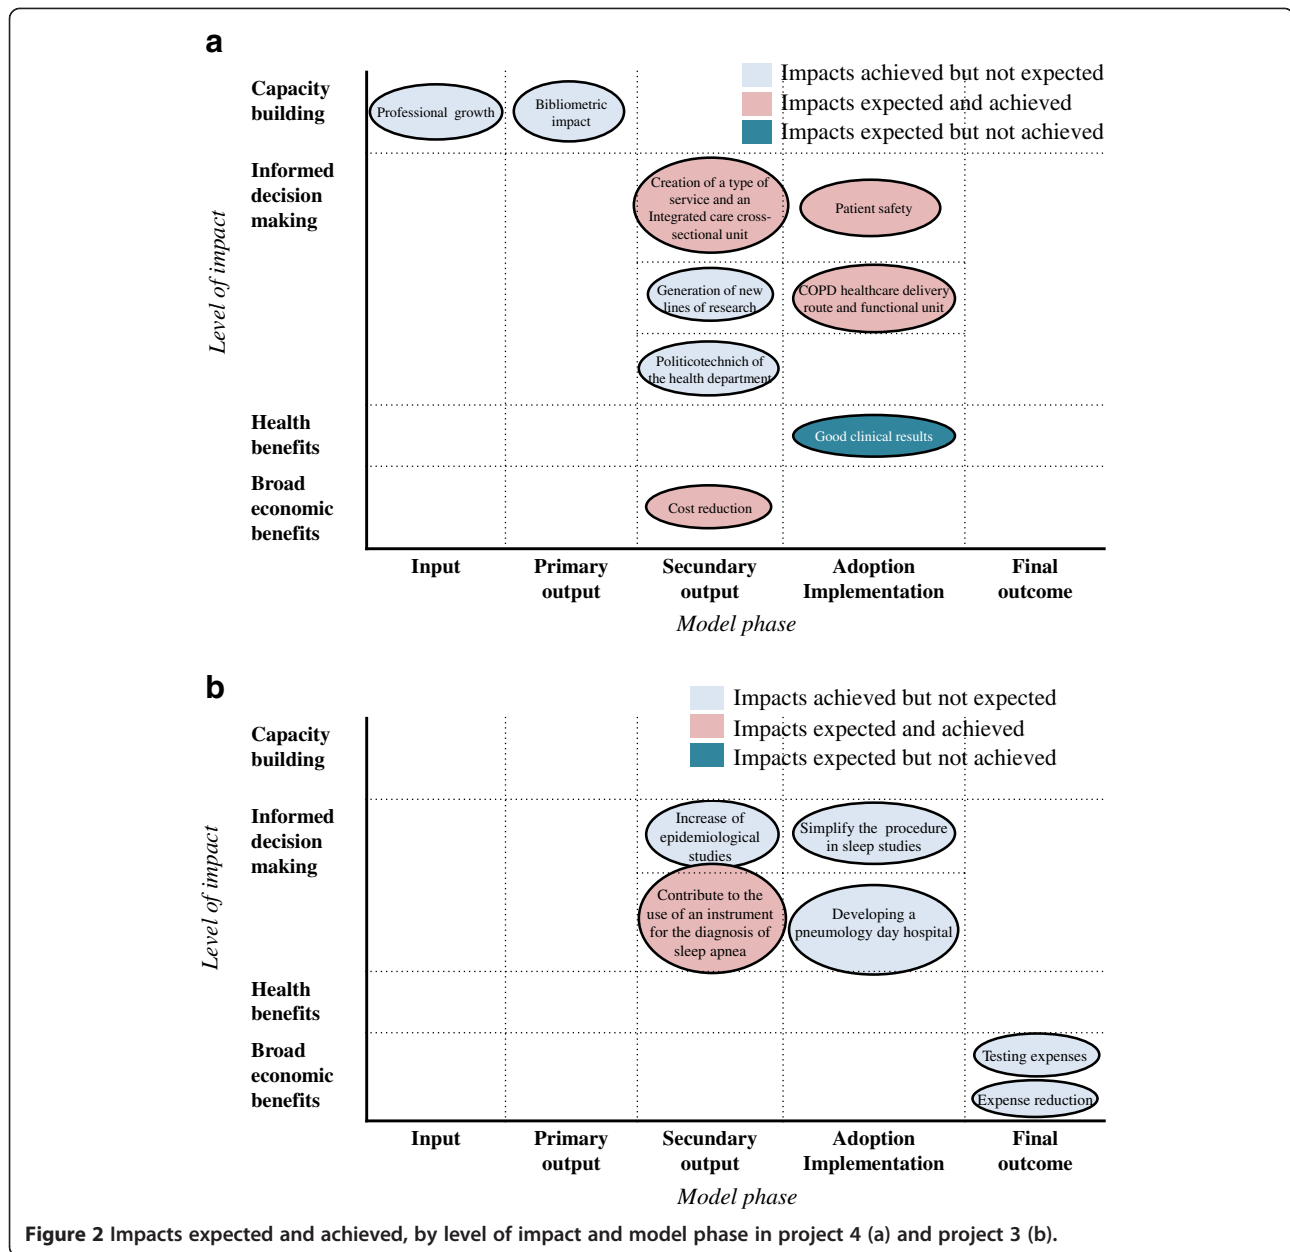 a
Impacts achieved but not expected
Impacts expected and achieved
Impacts expected but not achieved
Level of impact
Capacity
building
Professional growth
Bibliometric
impact
Informed
decision
making
Creation of a type of
service and an
Integrated care cross-
sectional unit
Patient safety
Generation of new
lines of research
COPD healthcare delivery
route and functional unit
Politicotechnich of
the health department
Health
benefits
Good clinical results
Broad
economic
benefits
Cost reduction
Input
Primary
output
Secundary
output
Adoption
Implementation
Final
outcome
Model phase
b
Impacts achieved but not expected
Impacts expected and achieved
Impacts expected but not achieved
Level of impact
Capacity
building
Informed
decision
making
Increase of
epidemiological
studies
Simplify the procedure
in sleep studies
Contribute to the
use of an instrument
for the diagnosis of
sleep apnea
Developing a
pneumology day hospital
Health
benefits
Broad
economic
benefits
Testing expenses
Expense reduction
Input
Primary
output
Secundary
output
Adoption
Implementation
Final
outcome
Model phase
Figure 2 Impacts expected and achieved, by level of impact and model phase in project 4 (a) and project 3 (b).